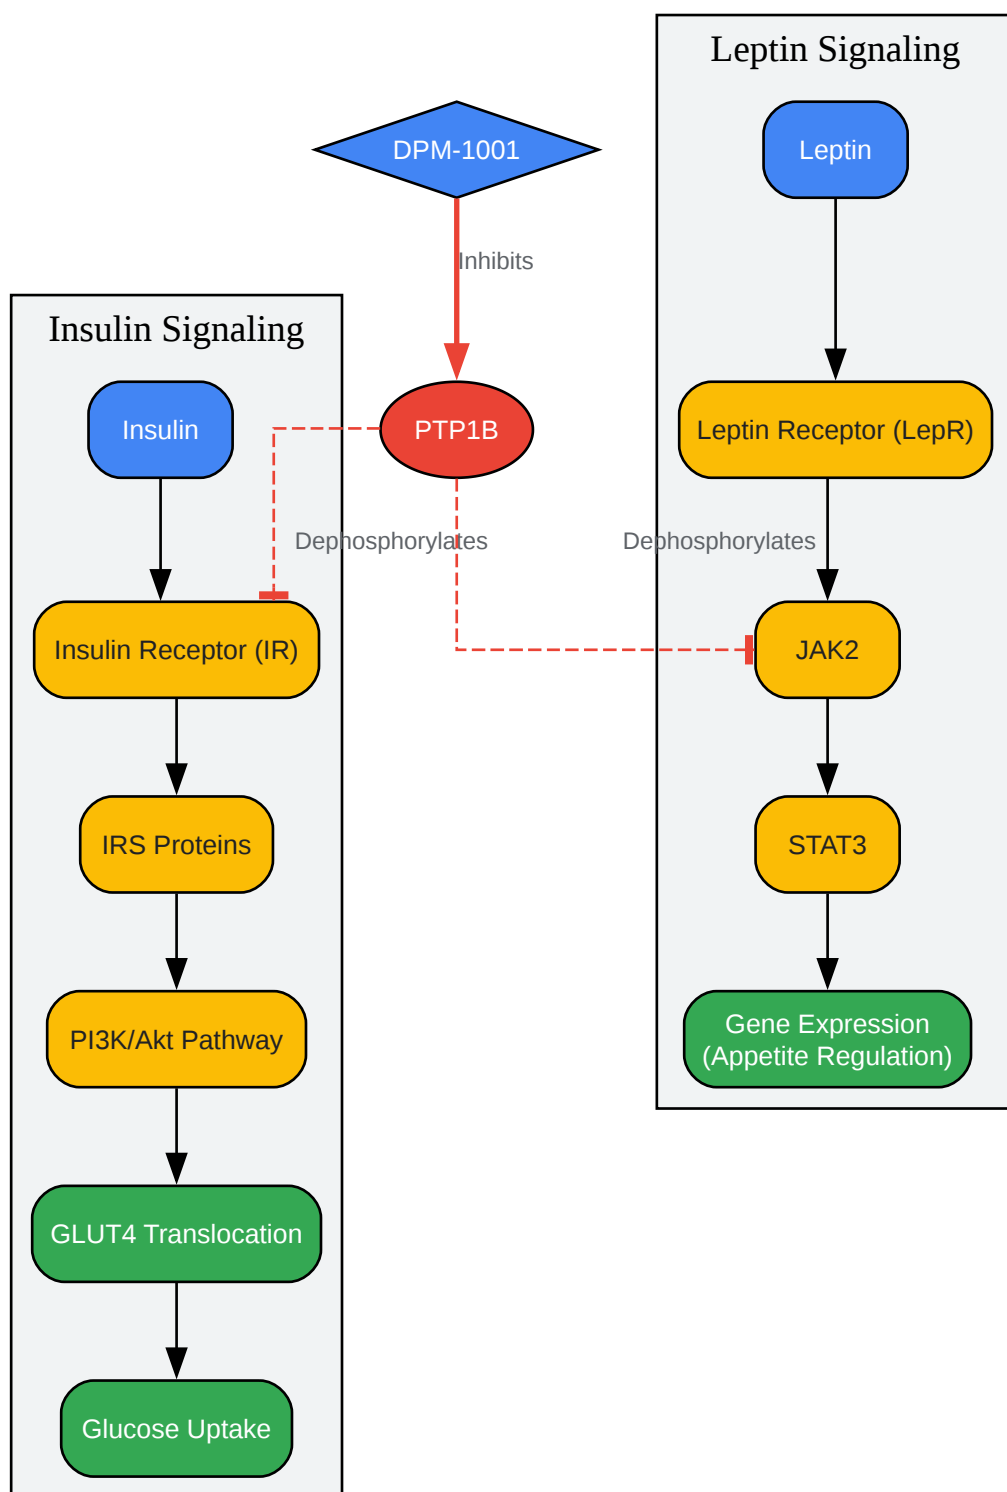 Leptin Signaling
DPM-1001
Leptin
Inhibits
Insulin Signaling
Insulin
PTP1B
Leptin Receptor (LepR)
Dephosphorylates
Dephosphorylates
Insulin Receptor (IR)
JAK2
IRS Proteins
STAT3
PI3K/Akt Pathway
Gene Expression
(Appetite Regulation)
GLUT4 Translocation
Glucose Uptake